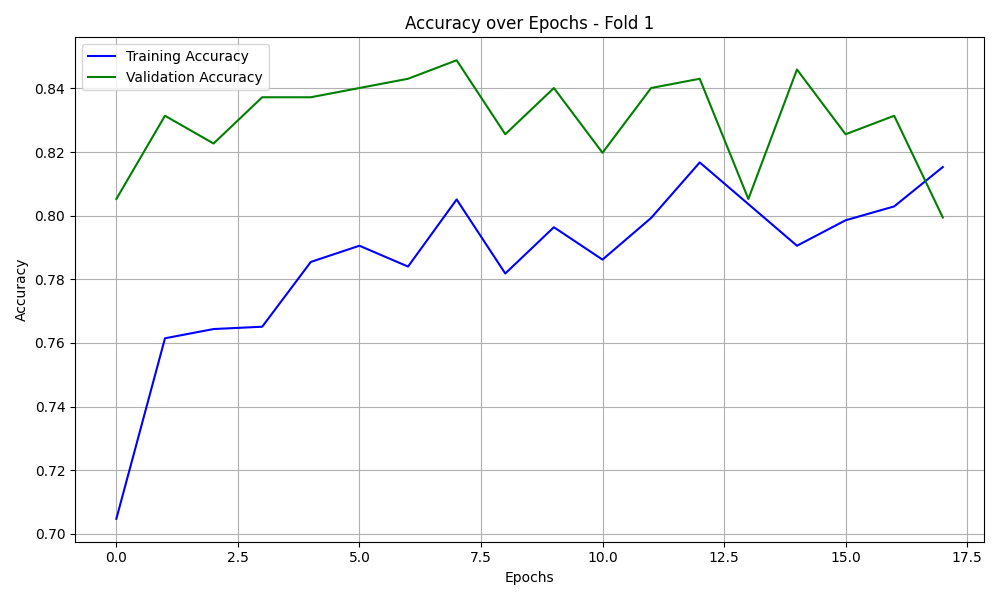 Accuracy over Epochs - Fold 1
Training Accuracy
Validation Accuracy
Accuracy
0.84
0.82
0.80
0.78
0.76
0.74
0.72
0.70
0.0 2.5 5.0 7.5 10.0 12.5 15.0 17.5
Epochs